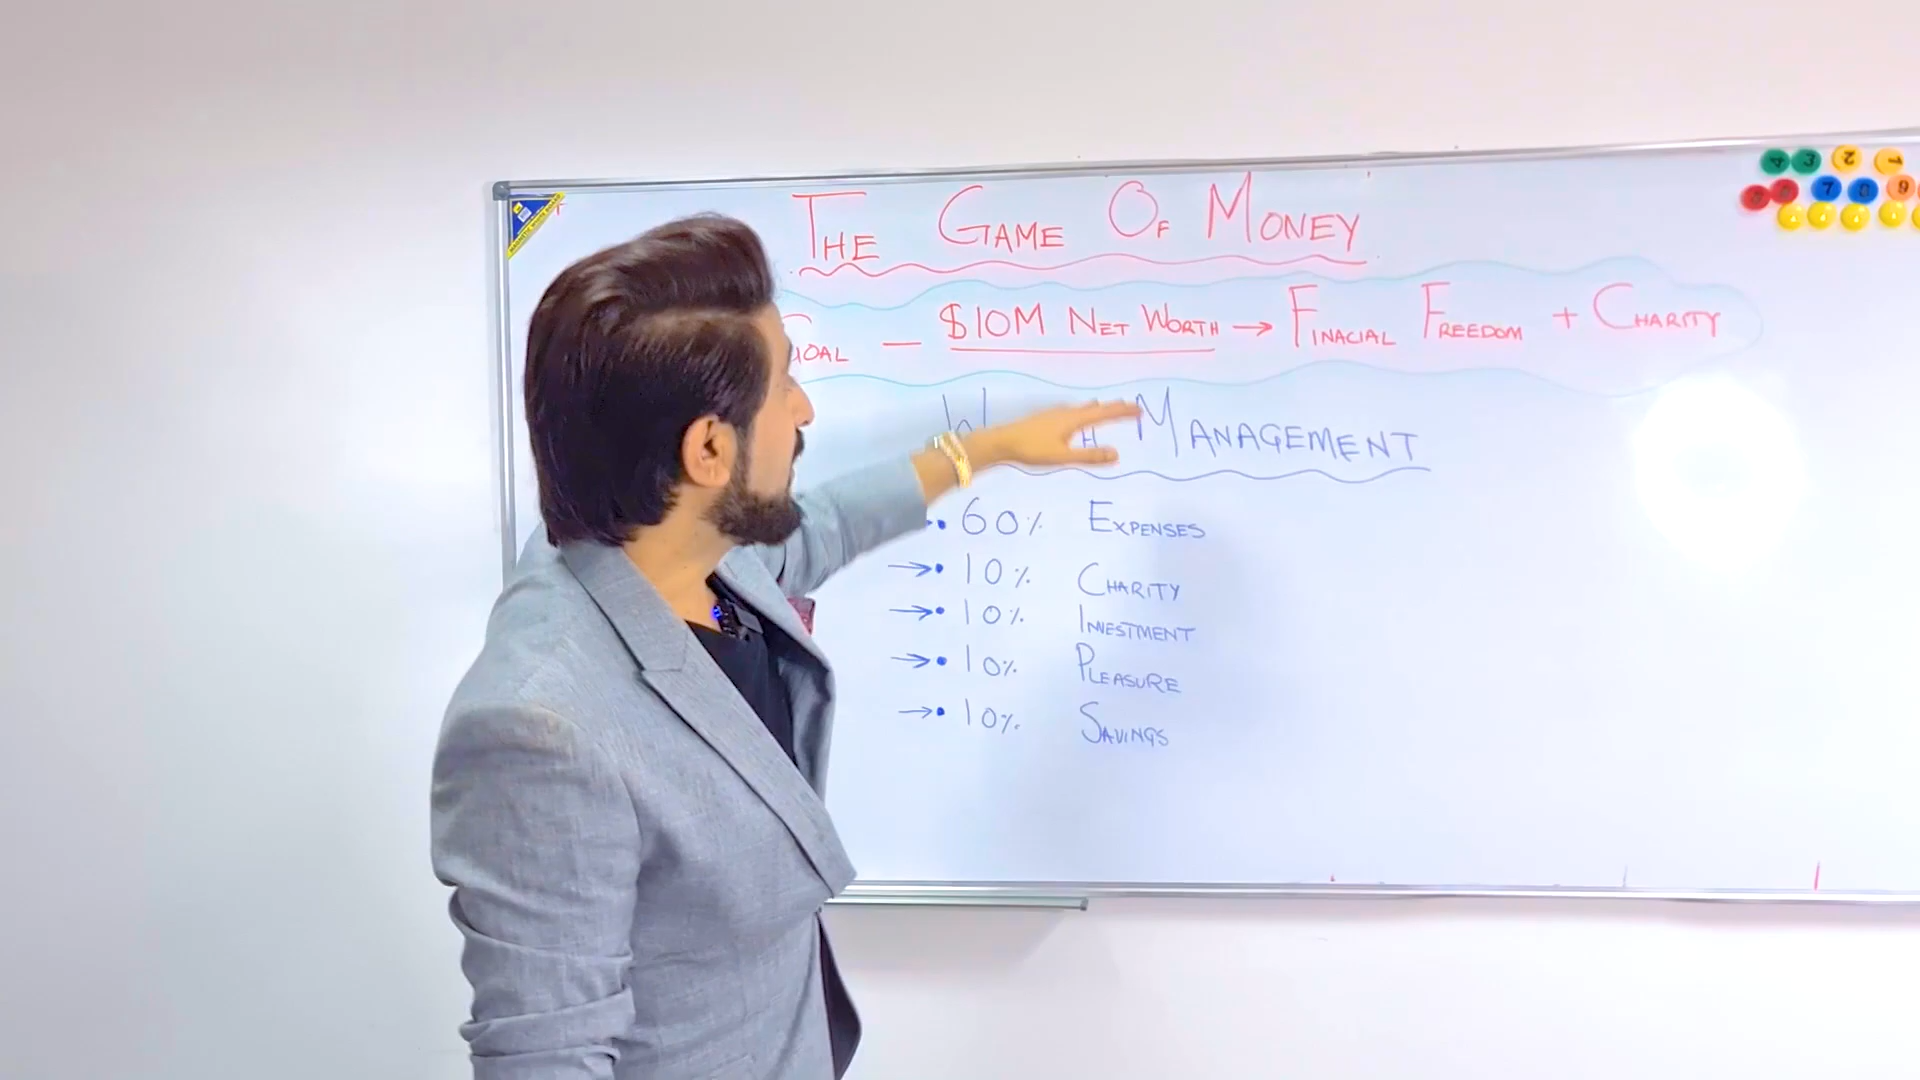 THE GAME OF MONEY
GOAL — $10M NET WORTH → FINACIAL FREEDOM + CHARITY
MANAGEMENT
• 60% EXPENSES
→• 10% CHARITY
→• 10% INVESTMENT
→• 10% PLEASURE
→• 10% SAVINGS